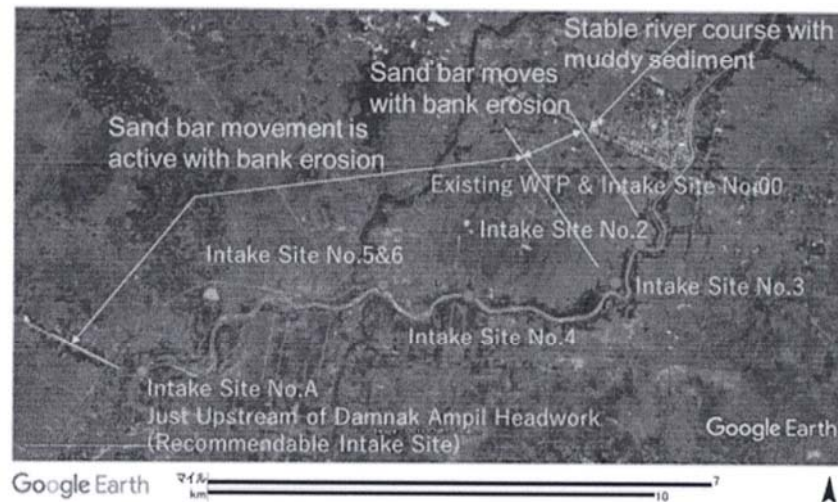 Stable river course with
muddy sediment
Sand bar moves
with bank erosion
Sand bar movement is
active with bank erosion
Existing WTP & Intake Site No.00
Intake Site No.2
Intake Site No.5&6
Intake Site No.3
Intake Site No.4
Intake Site No.A
Just Upstream of Damnak Ampil Headwork
(Recommendable Intake Site)
Google Earth
Google Earth
マイル
7
km
10